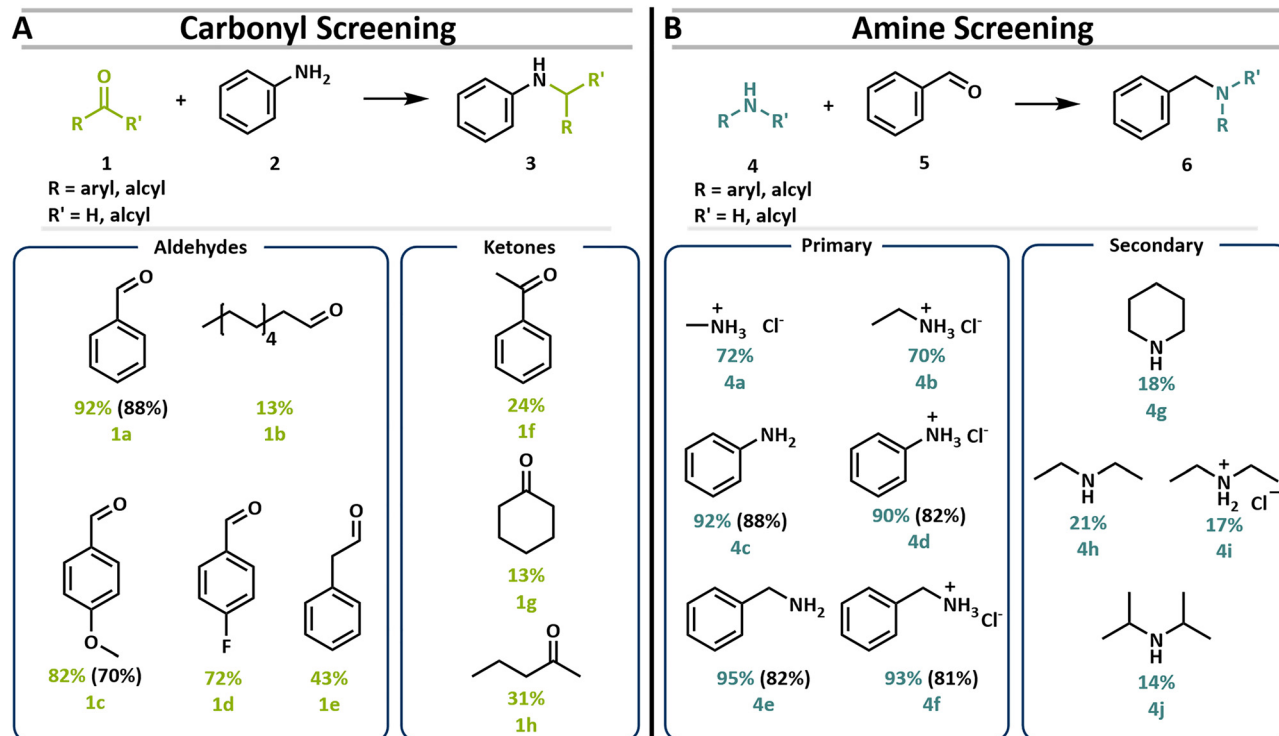 A Carbonyl Screening
O
R R'
+
NH2
H
N R'
R
1 2 3
R = aryl, alcyl
R' = H, alcyl
Aldehydes
O
O
4
92% (88%) 13%
1a 1b
O
O
O
O
F
82% (70%) 72% 43%
1c 1d 1e
Ketones
O
24%
1f
O
13%
1g
O
31%
1h
B Amine Screening
H
N
R R'
+
O
N R'
R
4 5 6
R = aryl, alcyl
R' = H, alcyl
Primary
+
NH3 Cl-
+
NH3 Cl-
72% 70%
4a 4b
NH2
+
NH3 Cl-
92% (88%) 90% (82%)
4c 4d
NH2
+
NH3 Cl-
95% (82%) 93% (81%)
4e 4f
Secondary
N
H
18%
4g
N
H
+
N
H2 Cl-
21% 17%
4h 4i
N
H
14%
4j